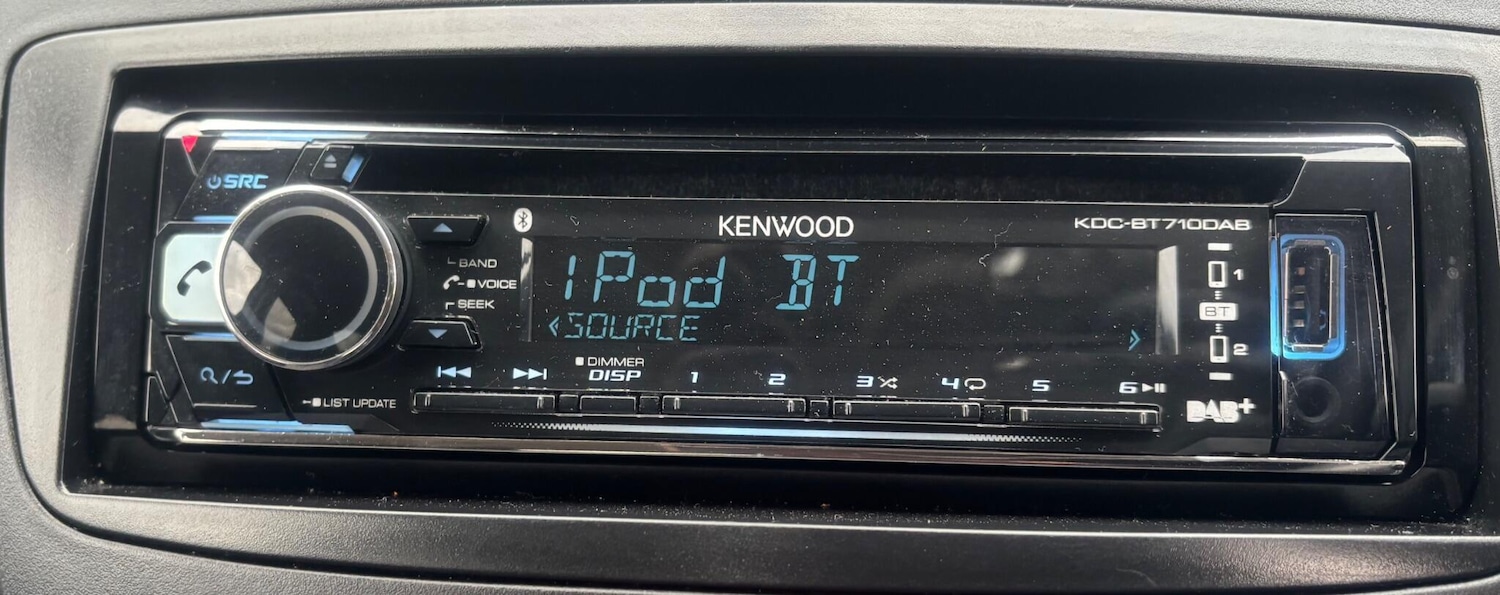 SRC
KENWOOD
KDC-BT710DAB
BAND
VOICE
SEEK
iPod BT
SOURCE
1
BT
2
DIMMER
DISP
1
2
3
4
5
6
LIST UPDATE
DAB+